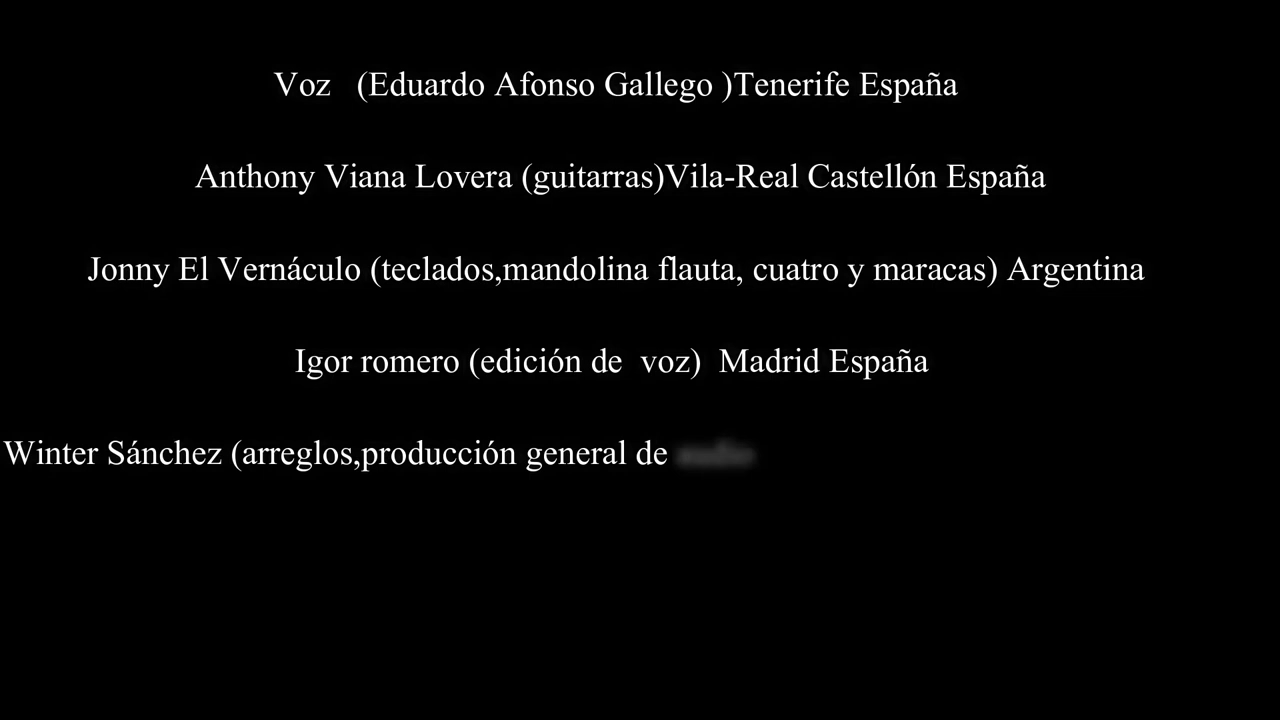 Voz   (Eduardo Afonso Gallego )Tenerife España
Anthony Viana Lovera (guitarras)Vila-Real Castellón España
Jonny El Vernáculo (teclados,mandolina flauta, cuatro y maracas) Argentina
Igor romero (edición de  voz)  Madrid España
Winter Sánchez (arreglos,producción general de